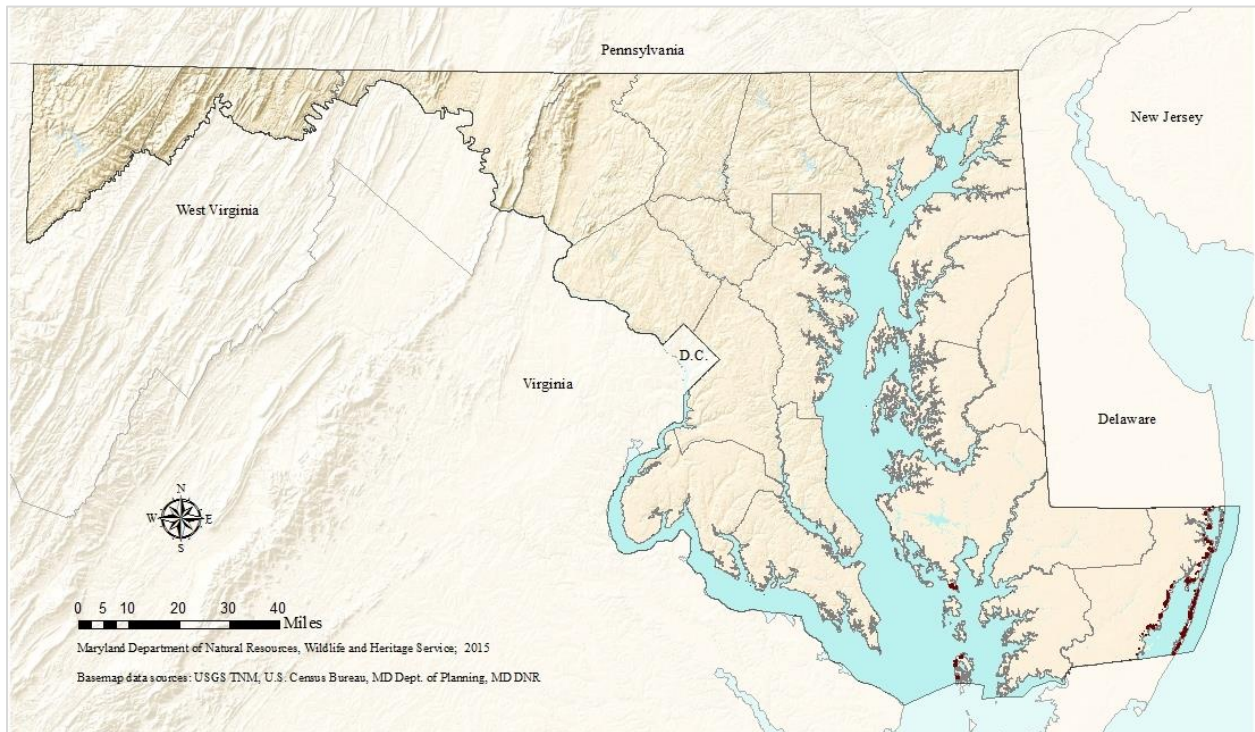 Pennsylvania
New Jersey
West Virginia
D.C.
Virginia
Delaware
N
W E
S
0 5 10 20 30 40
Miles
Maryland Department of Natural Resources, Wildlife and Heritage Service; 2015
Basemap data sources: USGS TNM, U.S. Census Bureau, MD Dept. of Planning, MD DNR